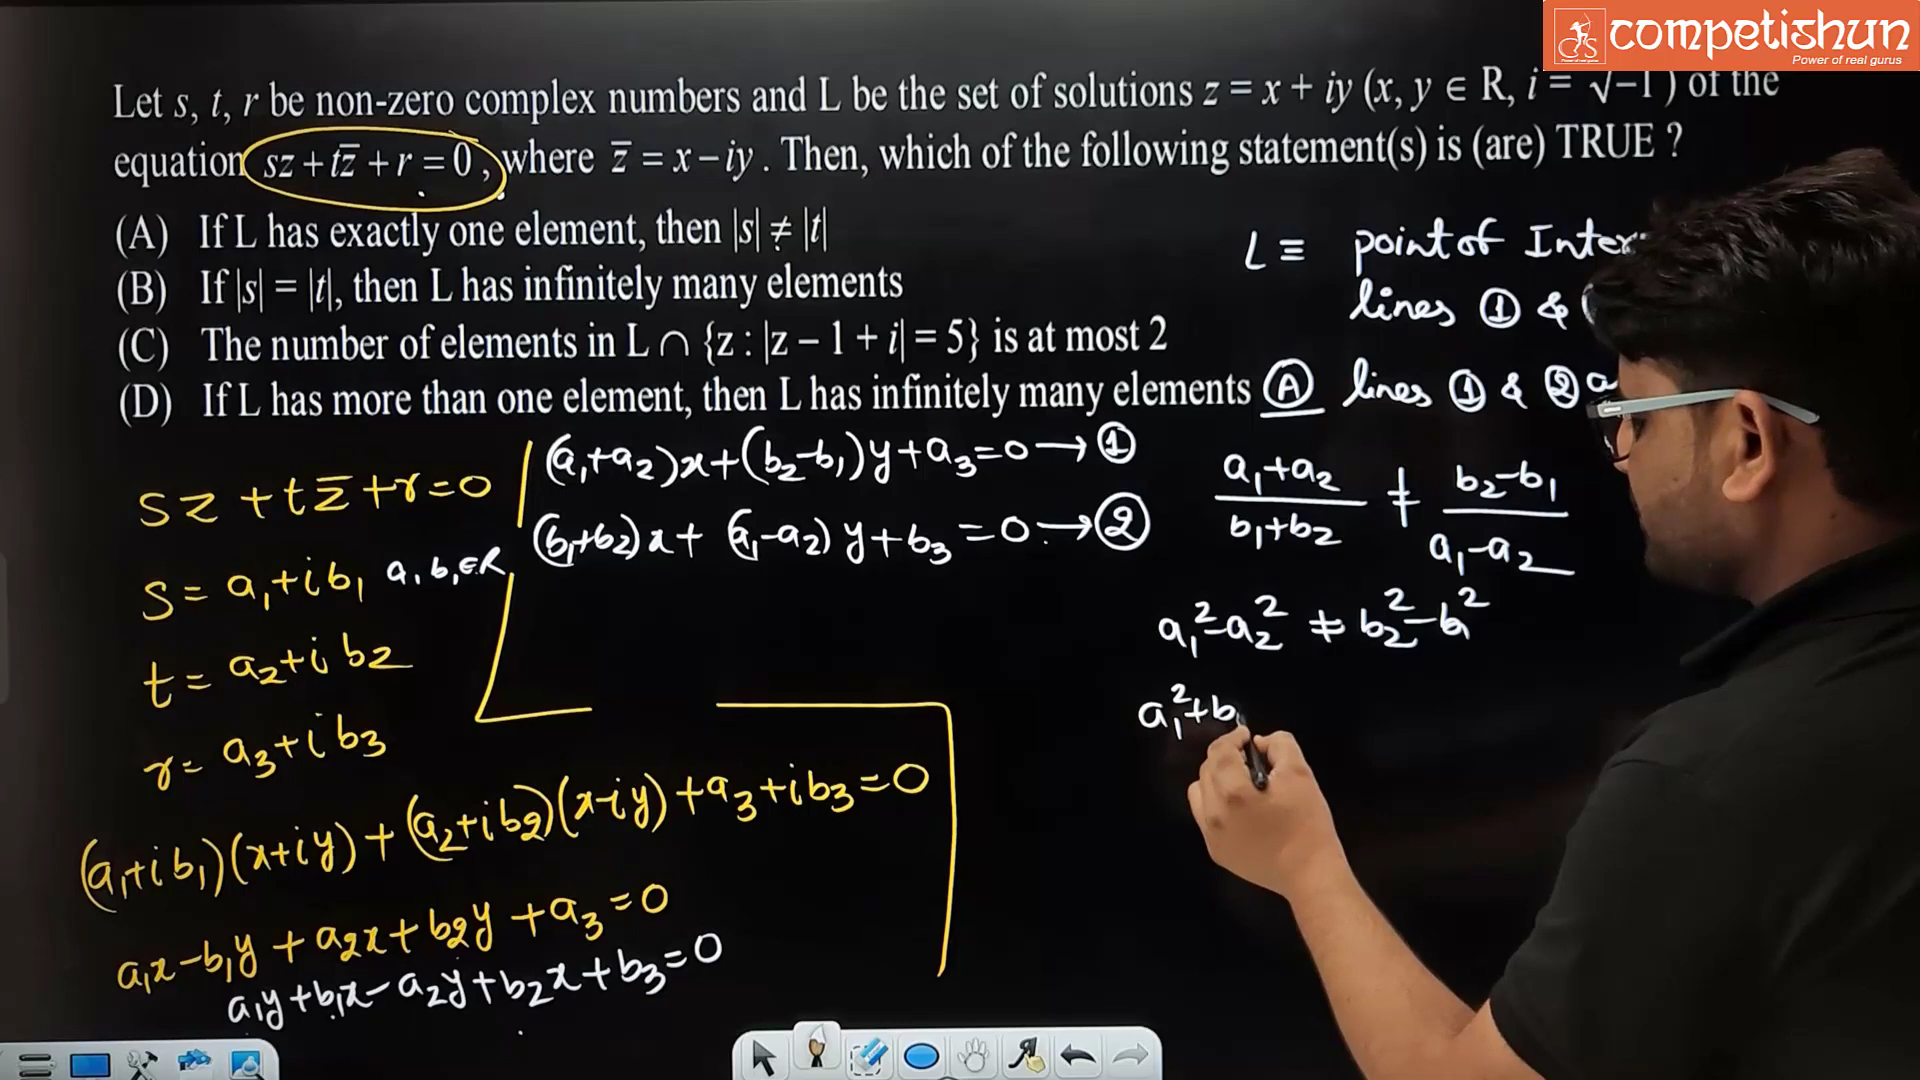 competishun
Power of real gurus
Let s, t, r be non-zero complex numbers and L be the set of solutions z = x + iy (x, y ∈ R, i = √−1) of the
equation sz + tz̅ + r = 0, where z̅ = x − iy. Then, which of the following statement(s) is (are) TRUE ?
(A) If L has exactly one element, then |s| ≠ |t|
(B) If |s| = |t|, then L has infinitely many elements
(C) The number of elements in L ∩ {z : |z − 1 + i| = 5} is at most 2
(D) If L has more than one element, then L has infinitely many elements
sz + tz̅ + r = 0
s = a₁ + ib₁ a₁ b₁ ∈ R
t = a₂ + ib₂
r = a₃ + ib₃
(a₁+ib₁)(x+iy) + (a₂+ib₂)(x−iy) + a₃+ib₃ = 0
a₁x − b₁y + a₂x + b₂y + a₃ = 0
a₁y + b₁x − a₂y + b₂x + b₃ = 0
(a₁+a₂)x + (b₂−b₁)y + a₃ = 0 → ①
(b₁+b₂)x + (a₁−a₂)y + b₃ = 0 → ②
L ≡ point of
lines ① &
Ⓐ lines ① & ②
a₁+a₂ / b₁+b₂ ≠ b₂−b₁ / a₁−a₂
a₁² − a₂² ≠ b₂² − b₁²
a₁² + b